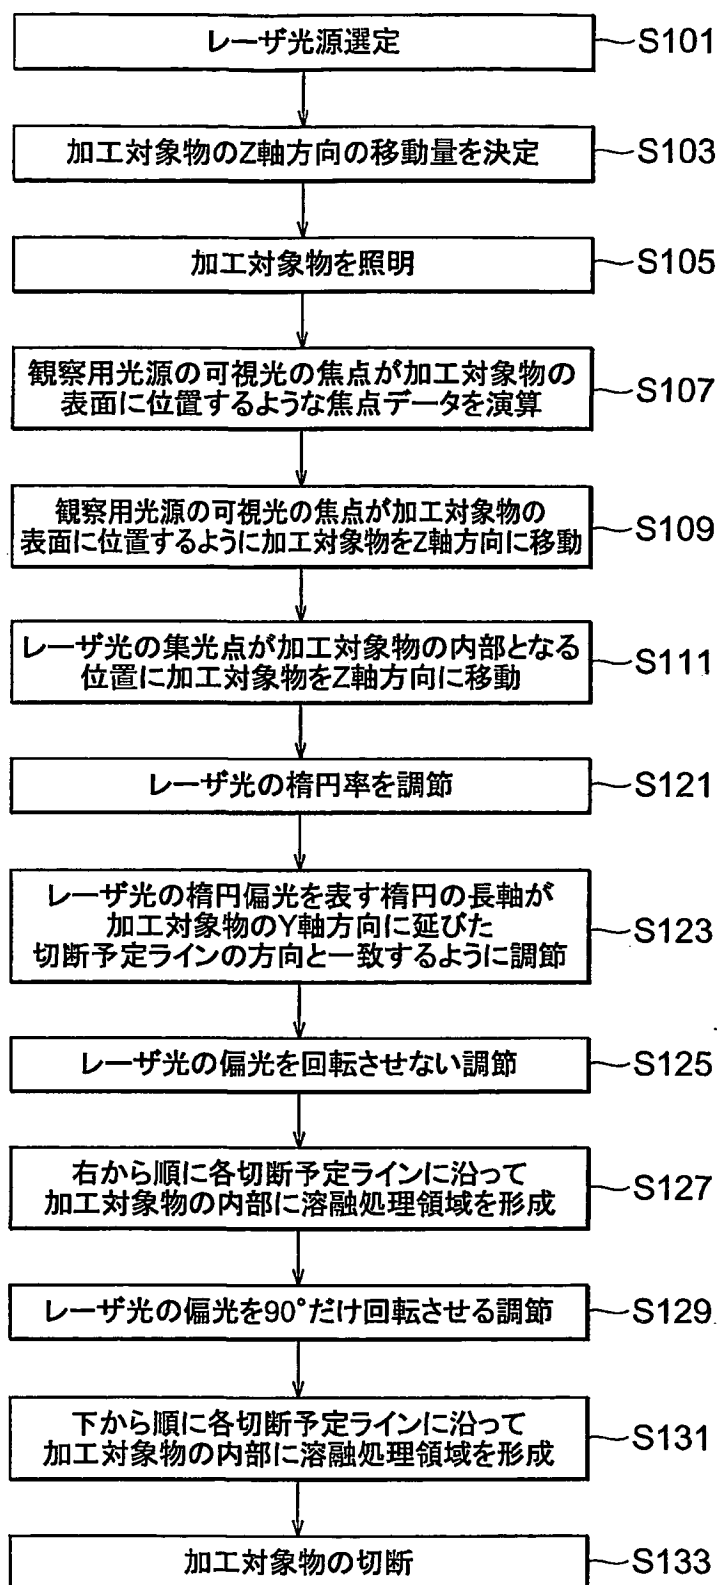 レーザ光源選定
S101
加工対象物のZ軸方向の移動量を決定
S103
加工対象物を照明
S105
観察用光源の可視光の焦点が加工対象物の
表面に位置するような焦点データを演算
S107
観察用光源の可視光の焦点が加工対象物の
表面に位置するように加工対象物をZ軸方向に移動
S109
レーザ光の集光点が加工対象物の内部となる
位置に加工対象物をZ軸方向に移動
S111
レーザ光の楕円率を調節
S121
レーザ光の楕円偏光を表す楕円の長軸が
加工対象物のY軸方向に延びた
切断予定ラインの方向と一致するように調節
S123
レーザ光の偏光を回転させない調節
S125
右から順に各切断予定ラインに沿って
加工対象物の内部に溶融処理領域を形成
S127
レーザ光の偏光を90°だけ回転させる調節
S129
下から順に各切断予定ラインに沿って
加工対象物の内部に溶融処理領域を形成
S131
加工対象物の切断
S133